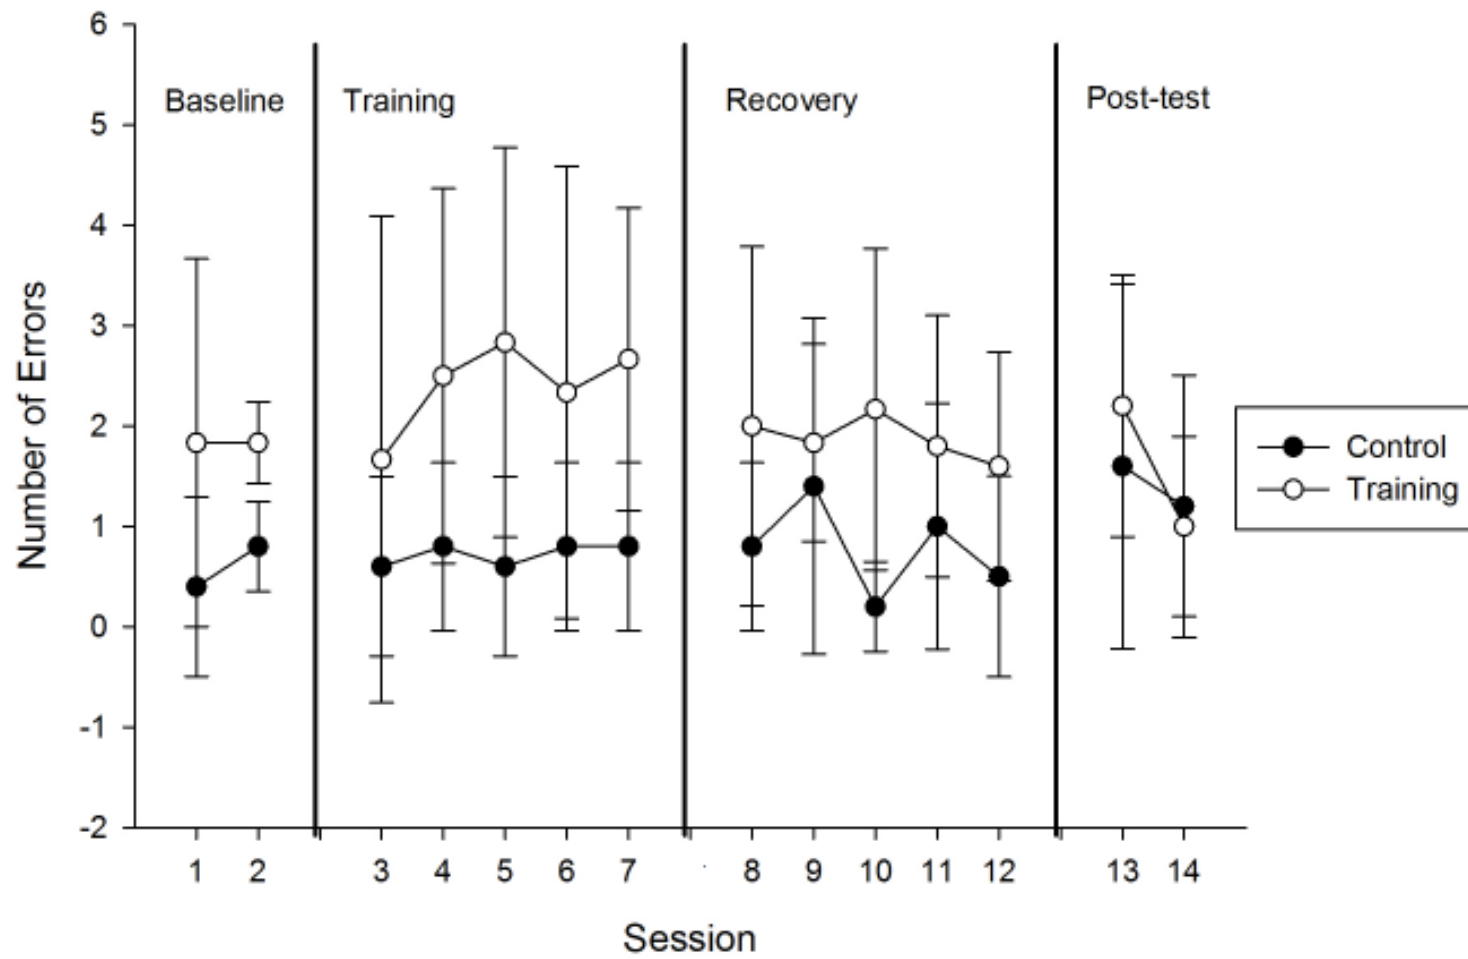 6
Baseline
Training
Recovery
Post-test
5
4
3
2
1
0
-1
-2
Number of Errors
Control
Training
1 2 3 4 5 6 7 8 9 10 11 12 13 14
Session